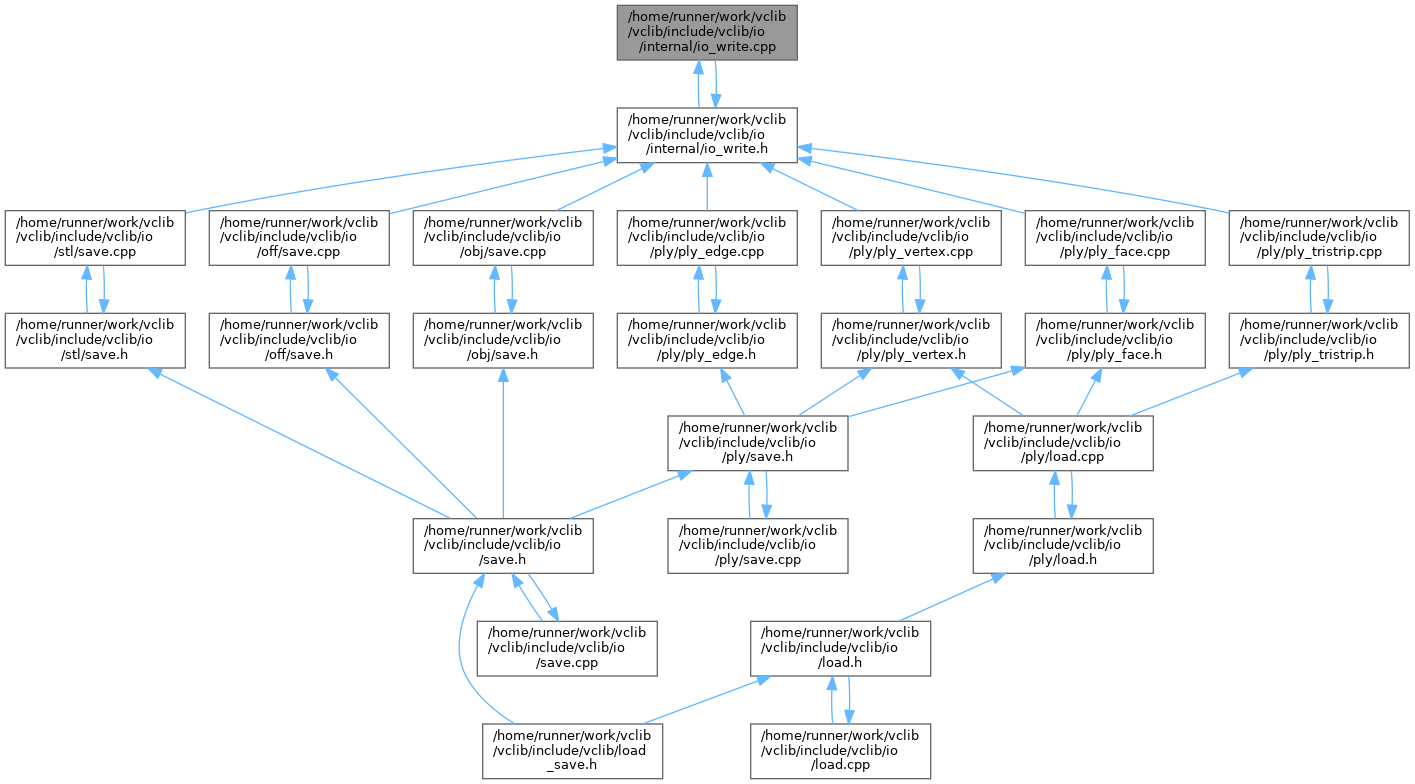 /home/runner/work/vclib
/vclib/include/vclib/io
/internal/io_write.cpp
/home/runner/work/vclib
/vclib/include/vclib/io
/internal/io_write.h
/home/runner/work/vclib
/vclib/include/vclib/io
/stl/save.cpp
/home/runner/work/vclib
/vclib/include/vclib/io
/off/save.cpp
/home/runner/work/vclib
/vclib/include/vclib/io
/obj/save.cpp
/home/runner/work/vclib
/vclib/include/vclib/io
/ply/ply_edge.cpp
/home/runner/work/vclib
/vclib/include/vclib/io
/ply/ply_vertex.cpp
/home/runner/work/vclib
/vclib/include/vclib/io
/ply/ply_face.cpp
/home/runner/work/vclib
/vclib/include/vclib/io
/ply/ply_tristrip.cpp
/home/runner/work/vclib
/vclib/include/vclib/io
/stl/save.h
/home/runner/work/vclib
/vclib/include/vclib/io
/off/save.h
/home/runner/work/vclib
/vclib/include/vclib/io
/obj/save.h
/home/runner/work/vclib
/vclib/include/vclib/io
/ply/ply_edge.h
/home/runner/work/vclib
/vclib/include/vclib/io
/ply/ply_vertex.h
/home/runner/work/vclib
/vclib/include/vclib/io
/ply/ply_face.h
/home/runner/work/vclib
/vclib/include/vclib/io
/ply/ply_tristrip.h
/home/runner/work/vclib
/vclib/include/vclib/io
/ply/save.h
/home/runner/work/vclib
/vclib/include/vclib/io
/ply/load.cpp
/home/runner/work/vclib
/vclib/include/vclib/io
/save.h
/home/runner/work/vclib
/vclib/include/vclib/io
/ply/save.cpp
/home/runner/work/vclib
/vclib/include/vclib/io
/ply/load.h
/home/runner/work/vclib
/vclib/include/vclib/io
/save.cpp
/home/runner/work/vclib
/vclib/include/vclib/io
/load.h
/home/runner/work/vclib
/vclib/include/vclib/load
_save.h
/home/runner/work/vclib
/vclib/include/vclib/io
/load.cpp